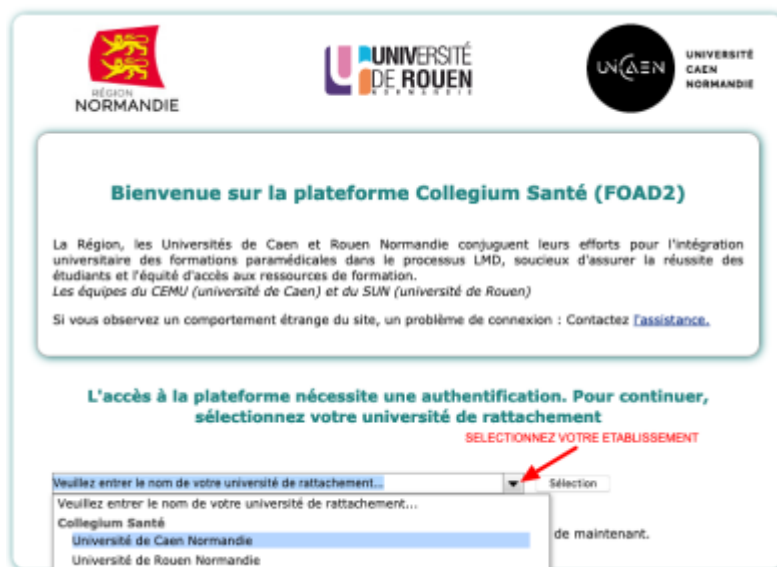 RÉGION
NORMANDIE
UNIVERSITÉ
DE ROUEN
NORMANDIE
UNICAEN
UNIVERSITÉ
CAEN
NORMANDIE
Bienvenue sur la plateforme Collegium Santé (FOAD2)
La Région, les Universités de Caen et Rouen Normandie conjuguent leurs efforts pour l'intégration
universitaire des formations paramédicales dans le processus LMD, soucieux d'assurer la réussite des
étudiants et l'équité d'accès aux ressources de formation.
Les équipes du CEMU (université de Caen) et du SUN (université de Rouen)
Si vous observez un comportement étrange du site, un problème de connexion : Contactez l'assistance.
L'accès à la plateforme nécessite une authentification. Pour continuer,
sélectionnez votre université de rattachement
SELECTIONNEZ VOTRE ETABLISSEMENT
Veuillez entrer le nom de votre université de rattachement...
Sélection
Veuillez entrer le nom de votre université de rattachement...
Collegium Santé
Université de Caen Normandie
de maintenant.
Université de Rouen Normandie